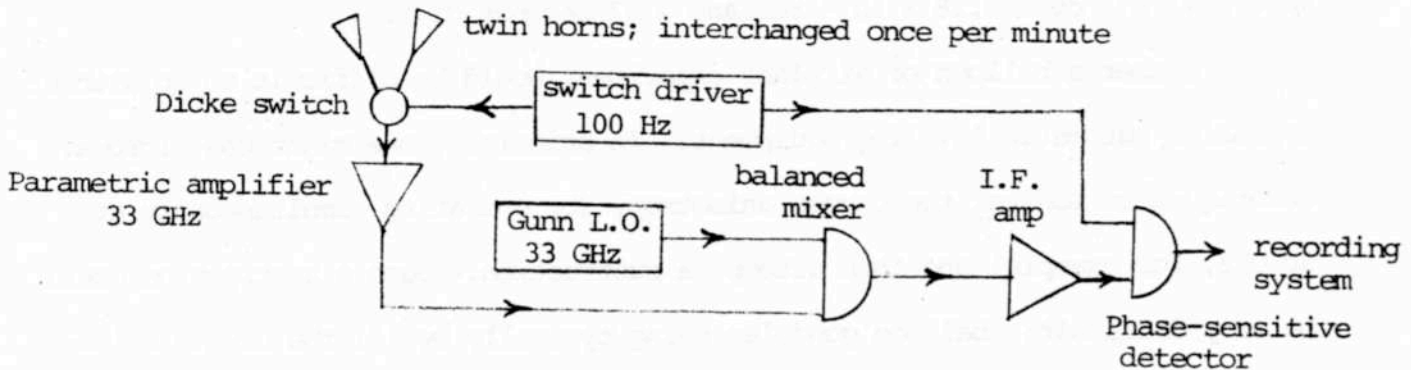 twin horns; interchanged once per minute
Dicke switch
switch driver
100 Hz
Parametric amplifier
33 GHz
Gunn L.O.
33 GHz
balanced
mixer
I.F.
amp
recording
system
Phase-sensitive
detector